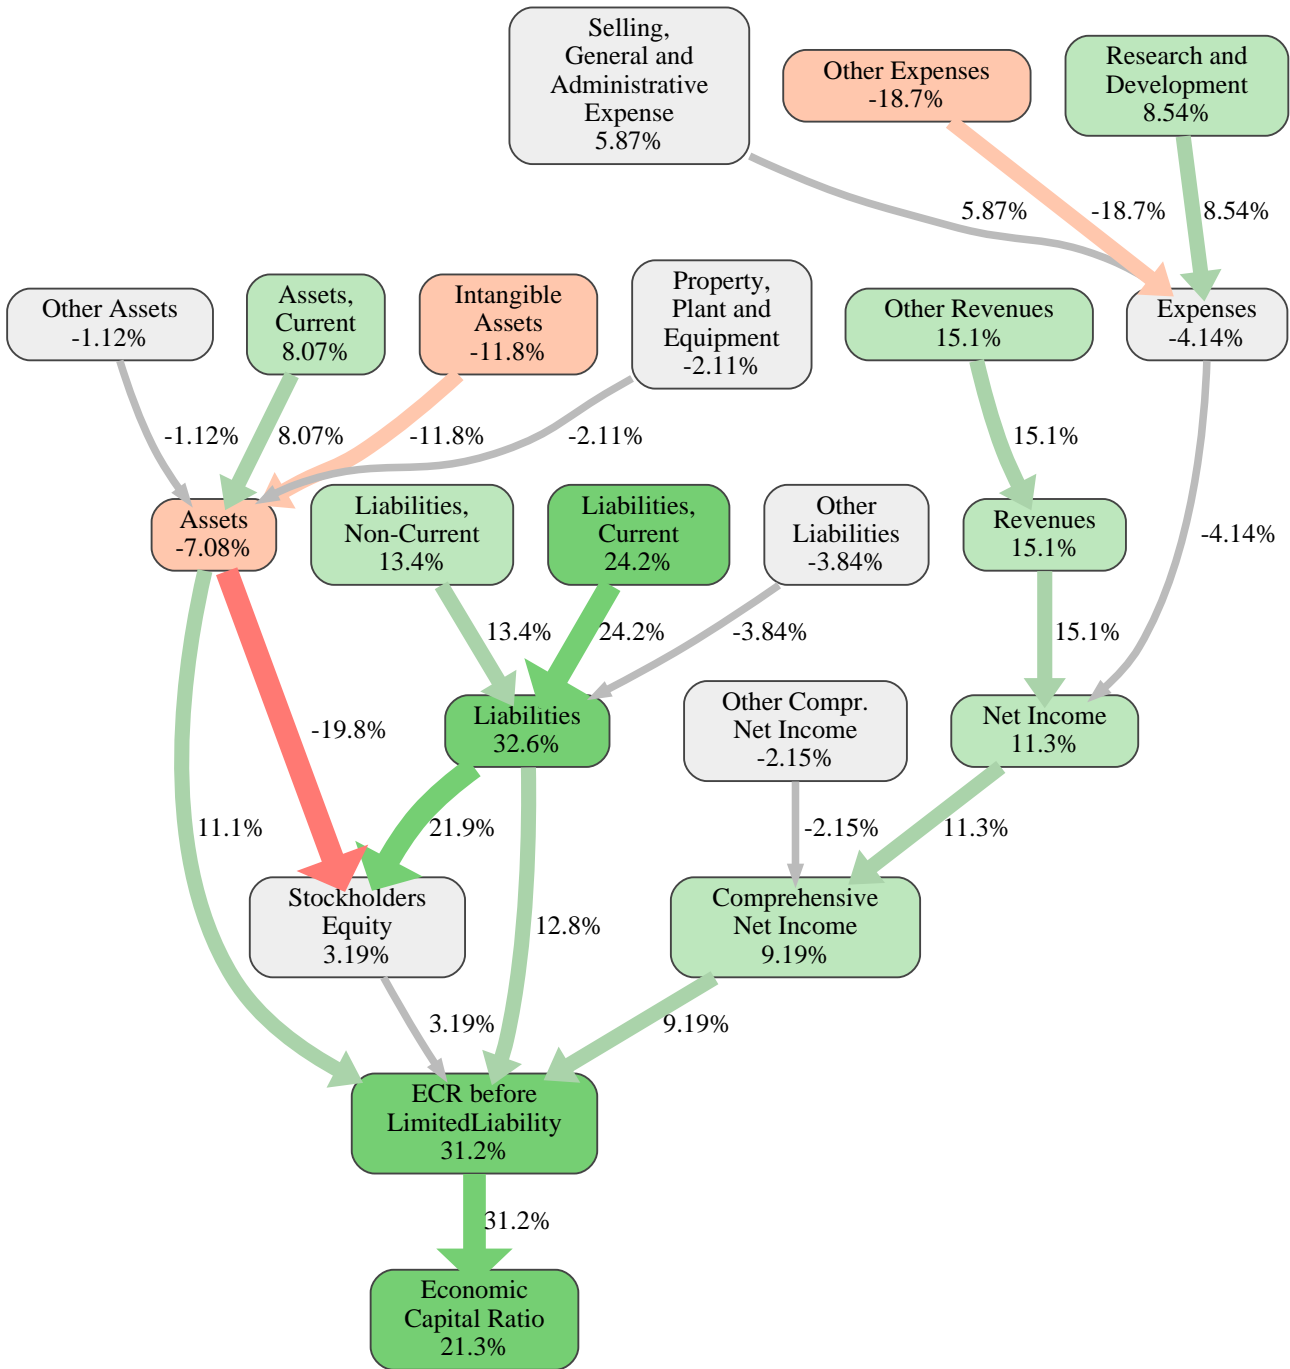 Selling,
General and
Administrative
Expense
5.87%
Other Expenses
-18.7%
Research and
Development
8.54%
5.87%
-18.7%
8.54%
Other Assets
-1.12%
Assets,
Current
8.07%
Intangible
Assets
-11.8%
Property,
Plant and
Equipment
-2.11%
Other Revenues
15.1%
Expenses
-4.14%
-1.12%
8.07%
-11.8%
-2.11%
15.1%
-4.14%
Assets
-7.08%
Liabilities,
Non-Current
13.4%
Liabilities,
Current
24.2%
Other
Liabilities
-3.84%
Revenues
15.1%
13.4%
24.2%
-3.84%
15.1%
-19.8%
Liabilities
32.6%
Other Compr.
Net Income
-2.15%
Net Income
11.3%
11.1%
21.9%
-2.15%
11.3%
Stockholders
Equity
3.19%
12.8%
Comprehensive
Net Income
9.19%
3.19%
9.19%
ECR before
LimitedLiability
31.2%
31.2%
Economic
Capital Ratio
21.3%